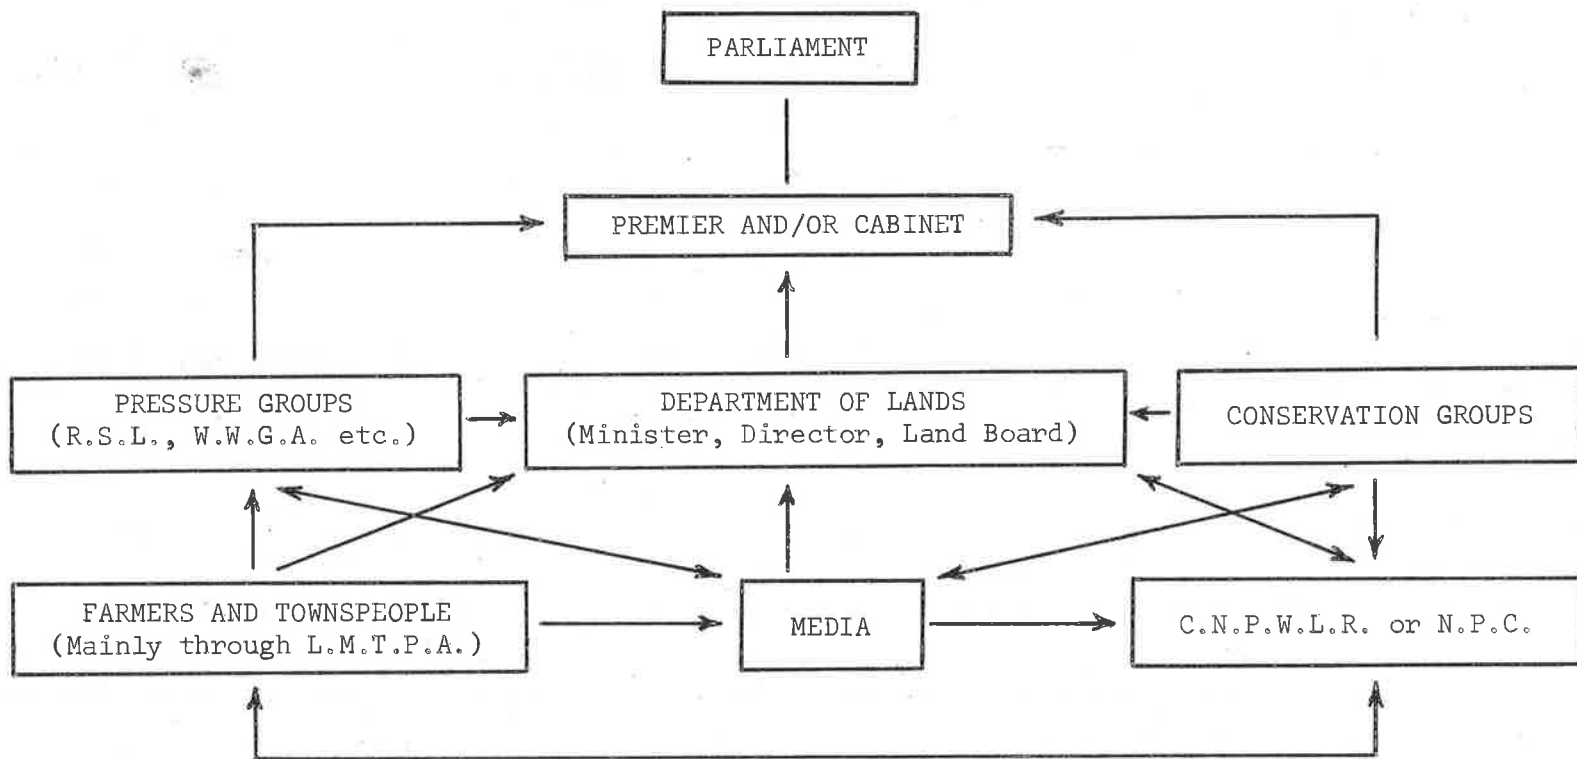 PARLIAMENT
PREMIER AND/OR CABINET
PRESSURE GROUPS
(R.S.L., W.W.G.A. etc.)
DEPARTMENT OF LANDS
(Minister, Director, Land Board)
CONSERVATION GROUPS
FARMERS AND TOWNSPEOPLE
(Mainly through L.M.T.P.A.)
MEDIA
C.N.P.W.L.R. or N.P.C.